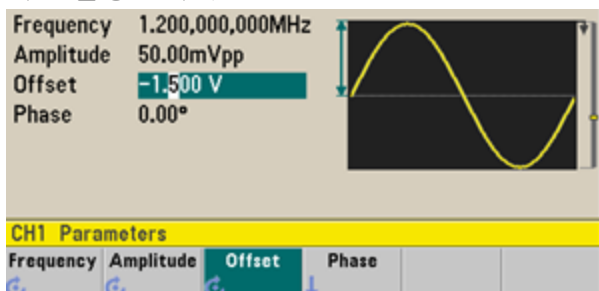 Frequency 1.200,000,000MHz
Amplitude 50.00mVpp
Offset -1.500 V
Phase 0.00°
CH1 Parameters
Frequency Amplitude Offset Phase